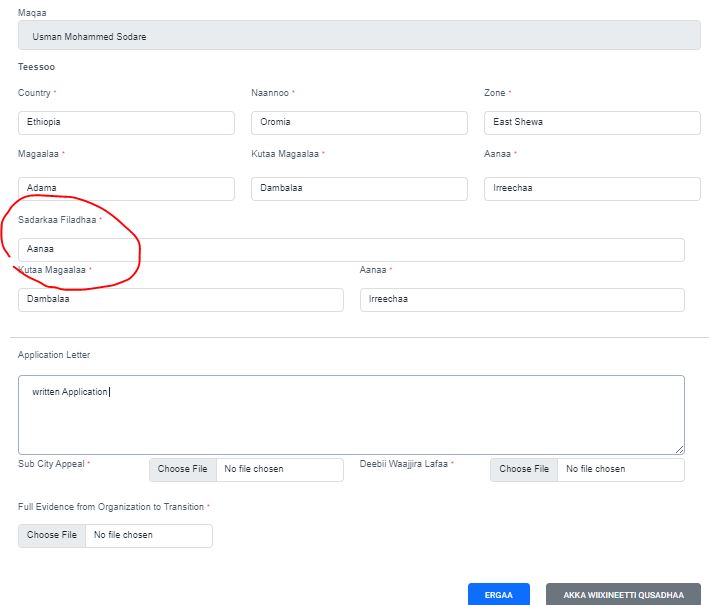 Maqaa
Usman Mohammed Sodare
Teessoo
Country * Naannoo * Zone *
Ethiopia Oromia East Shewa
Magaalaa * Kutaa Magaalaa * Aanaa *
Adama Dambalaa Irreechaa
Sadarkaa Filadhaa *
Aanaa
Kutaa Magaalaa * Aanaa *
Dambalaa Irreechaa
Application Letter
written Application
Sub City Appeal * Choose File No file chosen Deebii Waajjira Lafaa * Choose File No file chosen
Full Evidence from Organization to Transition *
Choose File No file chosen
ERGAA AKKA WIIXINEETTI QUSADHAA